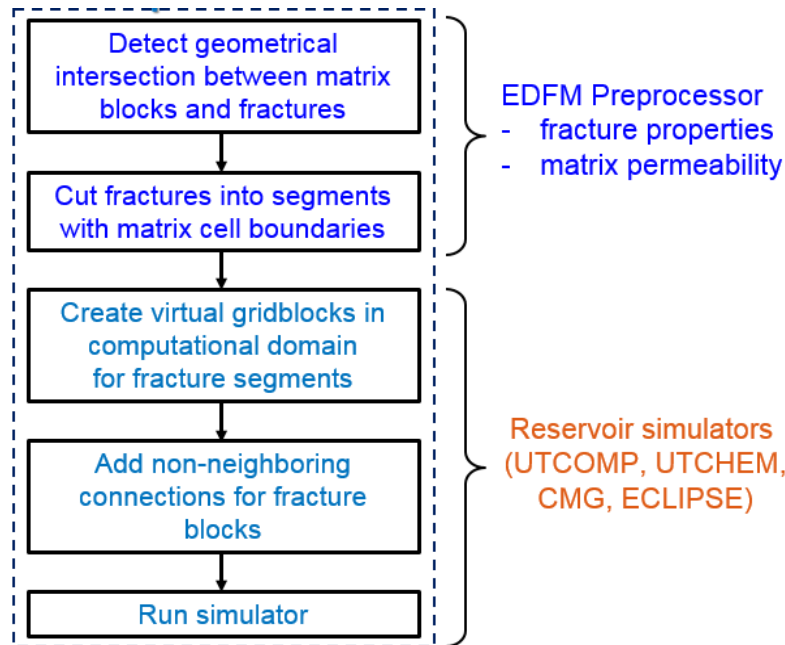 Detect geometrical
intersection between matrix
blocks and fractures
Cut fractures into segments
with matrix cell boundaries
EDFM Preprocessor
- fracture properties
- matrix permeability
Create virtual gridblocks in
computational domain
for fracture segments
Add non-neighboring
connections for fracture
blocks
Run simulator
Reservoir simulators
(UTCOMP, UTCHEM,
CMG, ECLIPSE)